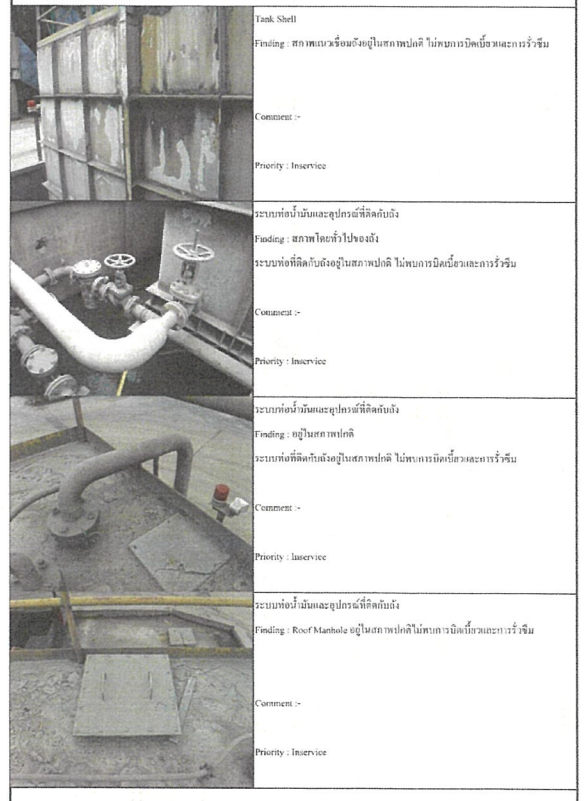 Tank Shell
Finding : สภาพแนวเชื่อมถังอยู่ในสภาพปกติ ไม่พบการบิดเบี้ยวและการรั่วซึม
Comment :-
Priority : Inservice
ระบบท่อน้ำมันและอุปกรณ์ที่ติดกับถัง
Finding : สภาพโดยทั่วไปของถัง
ระบบท่อที่ติดกับถังอยู่ในสภาพปกติ ไม่พบการบิดเบี้ยวและการรั่วซึม
Comment :-
Priority : Inservice
ระบบท่อน้ำมันและอุปกรณ์ที่ติดกับถัง
Finding : อยู่ในสภาพปกติ
ระบบท่อที่ติดกับถังอยู่ในสภาพปกติ ไม่พบการบิดเบี้ยวและการรั่วซึม
Comment :-
Priority : Inservice
ระบบท่อน้ำมันและอุปกรณ์ที่ติดกับถัง
Finding : Roof Manhole อยู่ในสภาพปกติไม่พบการบิดเบี้ยวและการรั่วซึม
Comment :-
Priority : Inservice